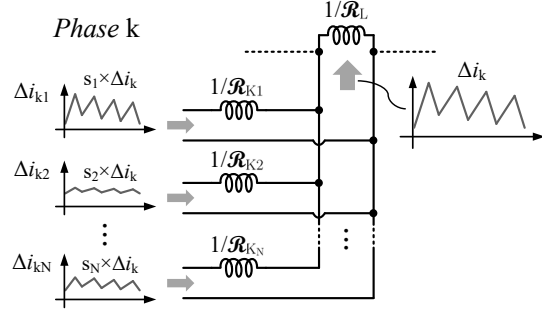 Phase k
1/ℛL
Δik1
s1×Δik
1/ℛK1
Δik
Δik2
s2×Δik
1/ℛK2
ΔikN
sN×Δik
1/ℛKN